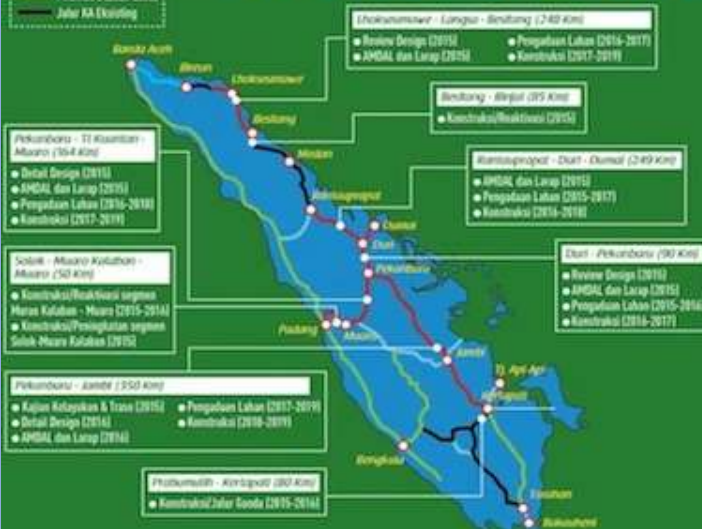 Jalur KA Eksisting
Lhokseumawe - Langsa - Besitang (248 Km)
Review Design (2015)
AMDAL dan Larap (2015)
Pengadaan Lahan (2016-2017)
Konstruksi (2017-2019)
Banda Aceh
Bireun
Lhokseumawe
Besitang
Medan
Rantauprapat
Dumai
Duri
Pekanbaru
Padang
Muaro
Jambi
Tj. Api-Api
Kertapati
Bengkulu
Tarahan
Bakauheni
Besitang - Binjai (95 Km)
Konstruksi/Reaktivasi (2015)
Pekanbaru - Tl Kuantan -
Muaro (164 Km)
Detail Design (2015)
AMDAL dan Larap (2015)
Pengadaan Lahan (2016-2018)
Konstruksi (2017-2019)
Rantauprapat - Duri - Dumai (249 Km)
AMDAL dan Larap (2015)
Pengadaan Lahan (2015-2017)
Konstruksi (2016-2018)
Duri - Pekanbaru (90 Km)
Review Design (2015)
AMDAL dan Larap (2015)
Pengadaan Lahan (2015-2016)
Konstruksi (2016-2017)
Solok - Muaro Kalaban -
Muaro (50 Km)
Konstruksi/Reaktivasi segmen
Muaro Kalaban - Muaro (2015-2016)
Konstruksi/Peningkatan segmen
Solok-Muaro Kalaban (2015)
Pekanbaru - Jambi (350 Km)
Kajian Kelayakan & Trase (2015)
Detail Design (2016)
AMDAL dan Larap (2016)
Pengadaan Lahan (2017-2019)
Konstruksi (2018-2019)
Prabumulih - Kertapati (80 Km)
Konstruksi/Jalur Ganda (2015-2016)